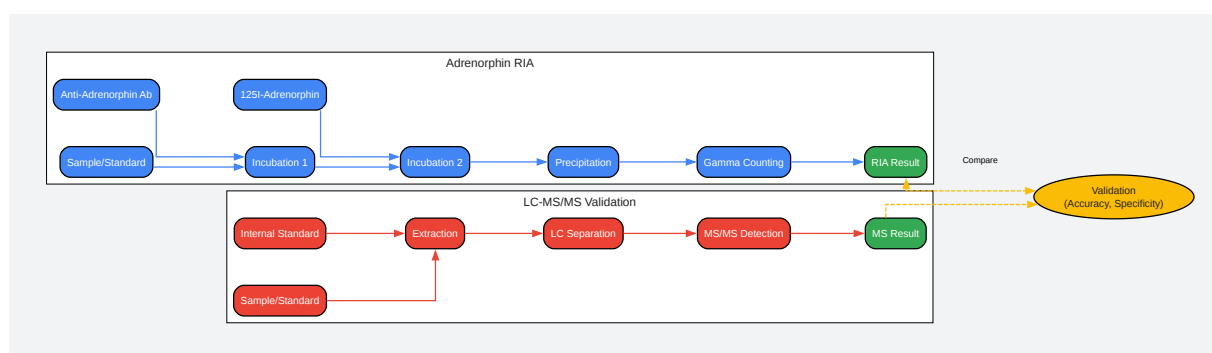 Adrenorphin RIA
Anti-Adrenorphin Ab
125I-Adrenorphin
Sample/Standard
Incubation 1
Incubation 2
Precipitation
Gamma Counting
RIA Result
Compare
Validation
(Accuracy, Specificity)
LC-MS/MS Validation
Internal Standard
Extraction
LC Separation
MS/MS Detection
MS Result
Sample/Standard